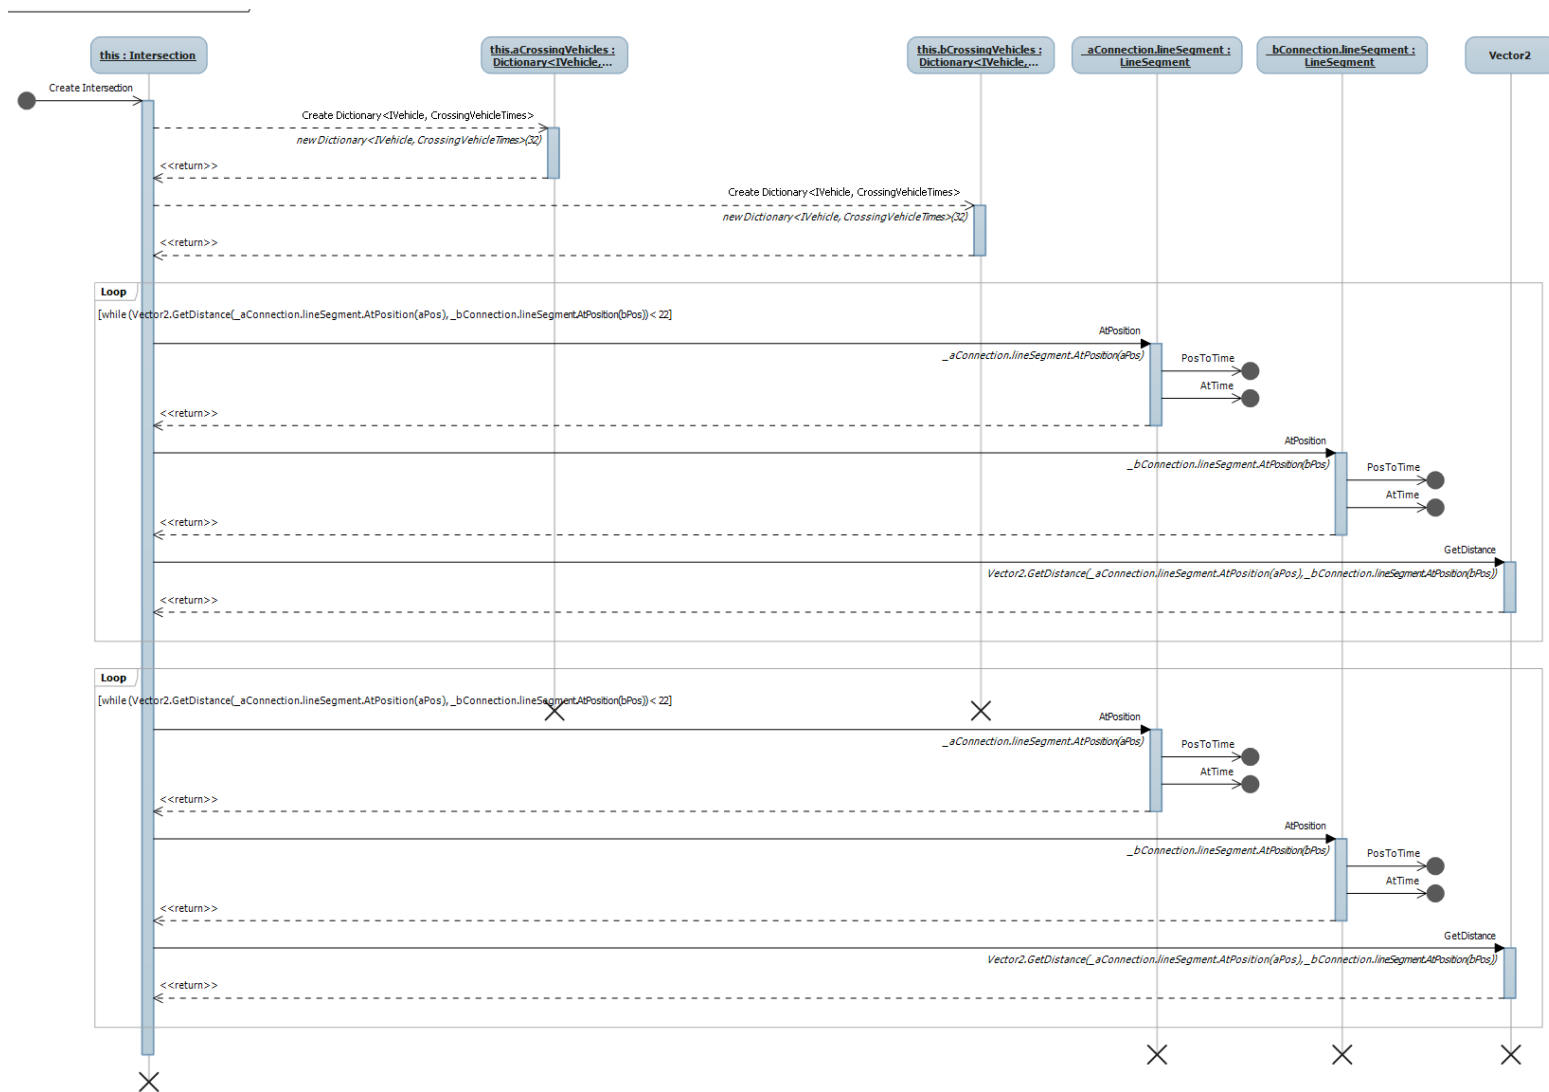 this : Intersection
this.aCrossingVehicles :
Dictionary<IVehicle,...
this.bCrossingVehicles :
Dictionary<IVehicle,...
_aConnection.lineSegment :
LineSegment
_bConnection.lineSegment :
LineSegment
Vector2
Create Intersection
Create Dictionary<IVehicle, CrossingVehicleTimes>
new Dictionary<IVehicle, CrossingVehicleTimes>(32)
<<return>>
Create Dictionary<IVehicle, CrossingVehicleTimes>
new Dictionary<IVehicle, CrossingVehicleTimes>(32)
<<return>>
Loop
[while (Vector2.GetDistance(_aConnection.lineSegment.AtPosition(aPos), _bConnection.lineSegment.AtPosition(bPos)) < 22]
AtPosition
_aConnection.lineSegment.AtPosition(aPos)
PosToTime
AtTime
<<return>>
AtPosition
_bConnection.lineSegment.AtPosition(bPos)
PosToTime
AtTime
<<return>>
GetDistance
Vector2.GetDistance(_aConnection.lineSegment.AtPosition(aPos), _bConnection.lineSegment.AtPosition(bPos))
<<return>>
Loop
[while (Vector2.GetDistance(_aConnection.lineSegment.AtPosition(aPos), _bConnection.lineSegment.AtPosition(bPos)) < 22]
AtPosition
_aConnection.lineSegment.AtPosition(aPos)
PosToTime
AtTime
<<return>>
AtPosition
_bConnection.lineSegment.AtPosition(bPos)
PosToTime
AtTime
<<return>>
GetDistance
Vector2.GetDistance(_aConnection.lineSegment.AtPosition(aPos), _bConnection.lineSegment.AtPosition(bPos))
<<return>>